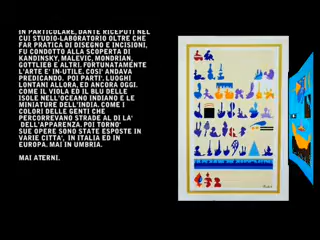 IN PARTICOLARE, DANTE RICEPUTI NEL
CUI STUDIO-LABORATORIO OLTRE CHE
FAR PRATICA DI DISEGNO E INCISIONI,
FU CONDOTTO ALLA SCOPERTA DI
KANDINSKY, MALEVIC, MONDRIAN,
GOTTLIEB E ALTRI. FORTUNATAMENTE
L'ARTE E' IN-UTILE. COSI' ANDAVA
PREDICANDO. POI PARTI'. LUOGHI
LONTANI ALLORA, ED ANCORA OGGI.
COME IL VIOLA ED IL BLU DELLE
ISOLE NELL'OCEANO INDIANO E LE
MINIATURE DELL'INDIA. COME I
COLORI DELLE GENTI CHE
PERCORREVANO STRADE AL DI LA'
DELL'APPARENZA. POI TORNO'
SUE OPERE SONO STATE ESPOSTE IN
VARIE CITTA', IN ITALIA ED IN
EUROPA. MAI IN UMBRIA.
MAI ATERNI.